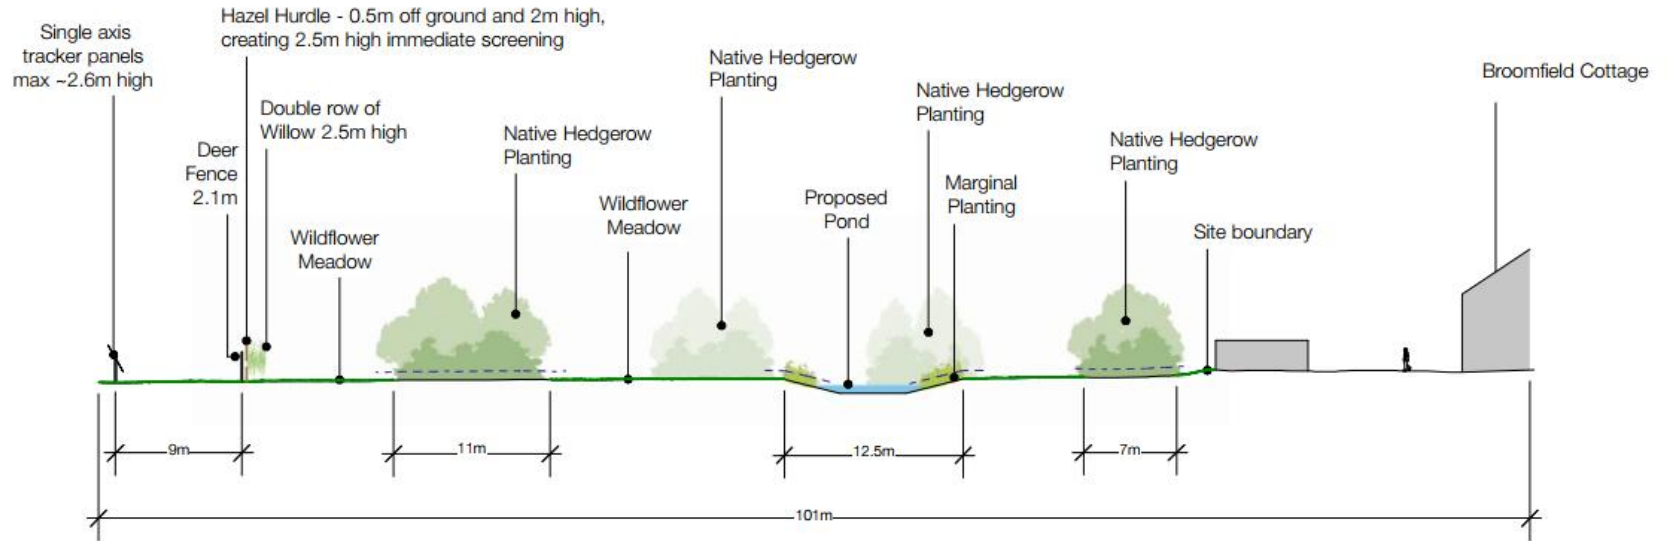 Hazel Hurdle - 0.5m off ground and 2m high,
creating 2.5m high immediate screening
Single axis
tracker panels
max ~2.6m high
Native Hedgerow
Planting
Broomfield Cottage
Native Hedgerow
Planting
Double row of
Willow 2.5m high
Native Hedgerow
Planting
Native Hedgerow
Planting
Deer
Fence
2.1m
Marginal
Planting
Proposed
Pond
Wildflower
Meadow
Site boundary
Wildflower
Meadow
9m
11m
12.5m
7m
101m